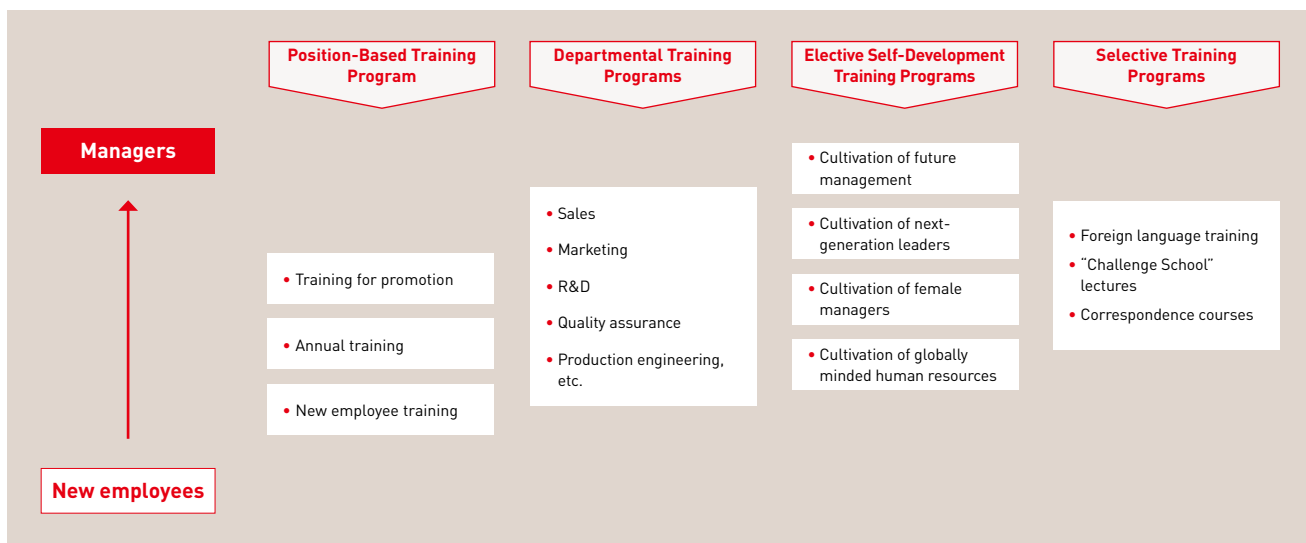 Position-Based Training
Program
Departmental Training
Programs
Elective Self-Development
Training Programs
Selective Training
Programs
Managers
New employees
• Training for promotion
• Annual training
• New employee training
• Sales
• Marketing
• R&D
• Quality assurance
• Production engineering,
etc.
• Cultivation of future
management
• Cultivation of next-
generation leaders
• Cultivation of female
managers
• Cultivation of globally
minded human resources
• Foreign language training
• “Challenge School”
lectures
• Correspondence courses